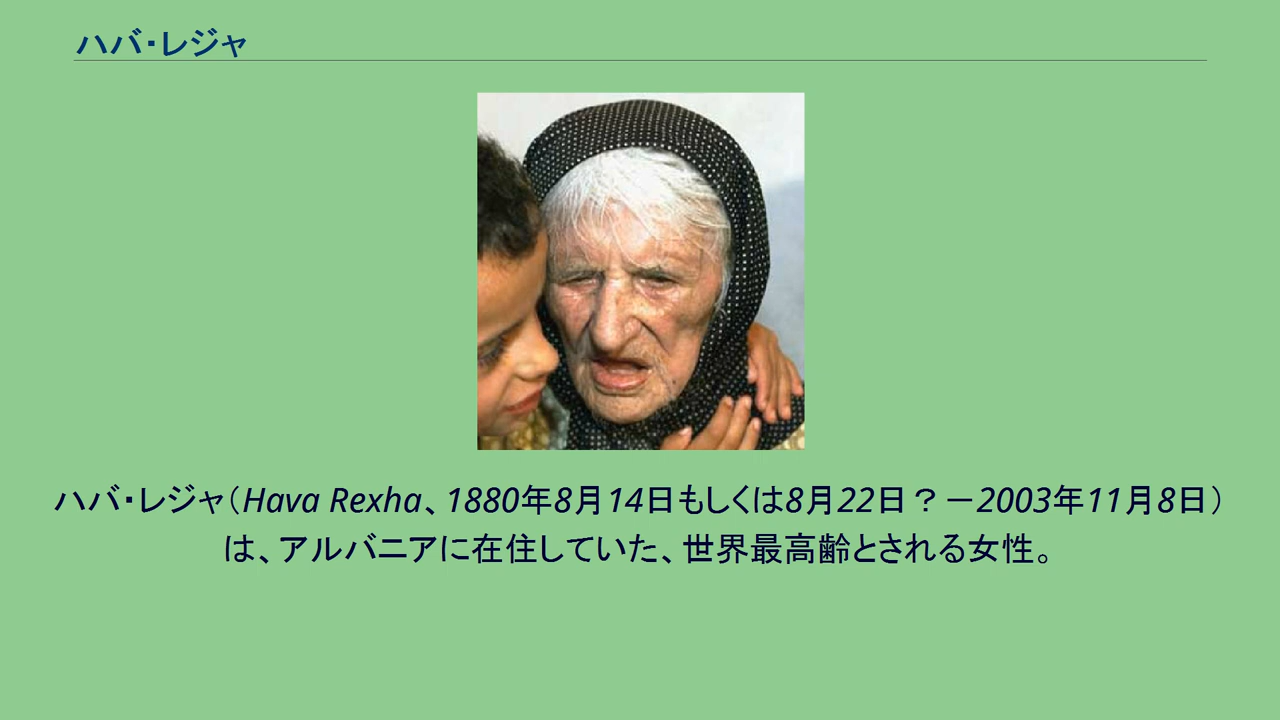 ハバ・レジャ
ハバ・レジャ（Hava Rexha、1880年8月14日もしくは8月22日？－2003年11月8日）
は、アルバニアに在住していた、世界最高齢とされる女性。